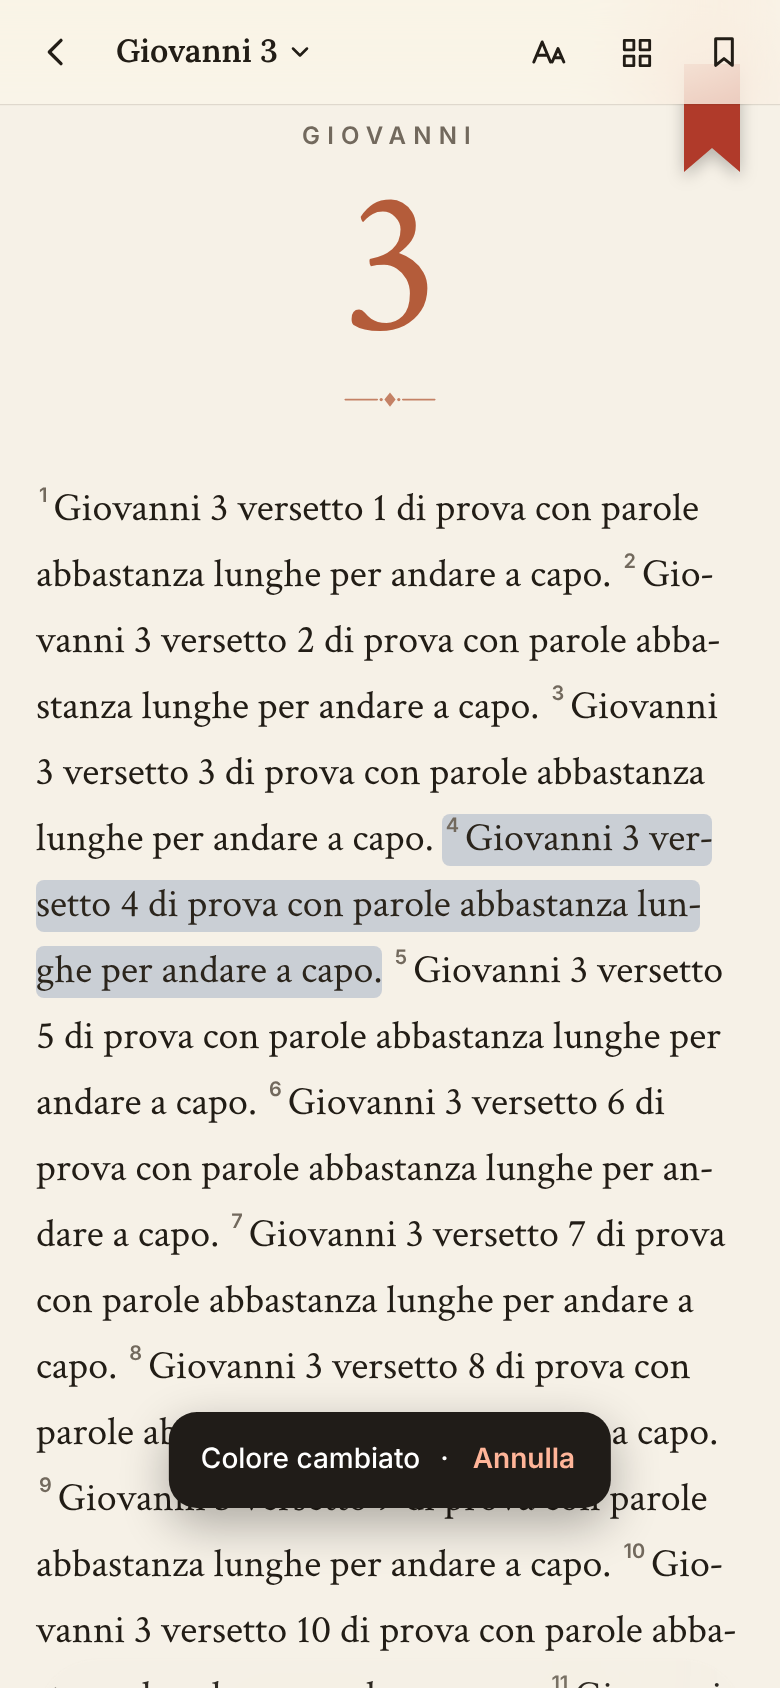 Giovanni 3
AA
GIOVANNI
3
1 Giovanni 3 versetto 1 di prova con parole
abbastanza lunghe per andare a capo. 2 Gio-
vanni 3 versetto 2 di prova con parole abba-
stanza lunghe per andare a capo. 3 Giovanni
3 versetto 3 di prova con parole abbastanza
lunghe per andare a capo. 4 Giovanni 3 ver-
setto 4 di prova con parole abbastanza lun-
ghe per andare a capo. 5 Giovanni 3 versetto
5 di prova con parole abbastanza lunghe per
andare a capo. 6 Giovanni 3 versetto 6 di
prova con parole abbastanza lunghe per an-
dare a capo. 7 Giovanni 3 versetto 7 di prova
con parole abbastanza lunghe per andare a
capo. 8 Giovanni 3 versetto 8 di prova con
parole a capo.
Colore cambiato · Annulla
9 parole
abbastanza lunghe per andare a capo. 10 Gio-
vanni 3 versetto 10 di prova con parole abba-
11